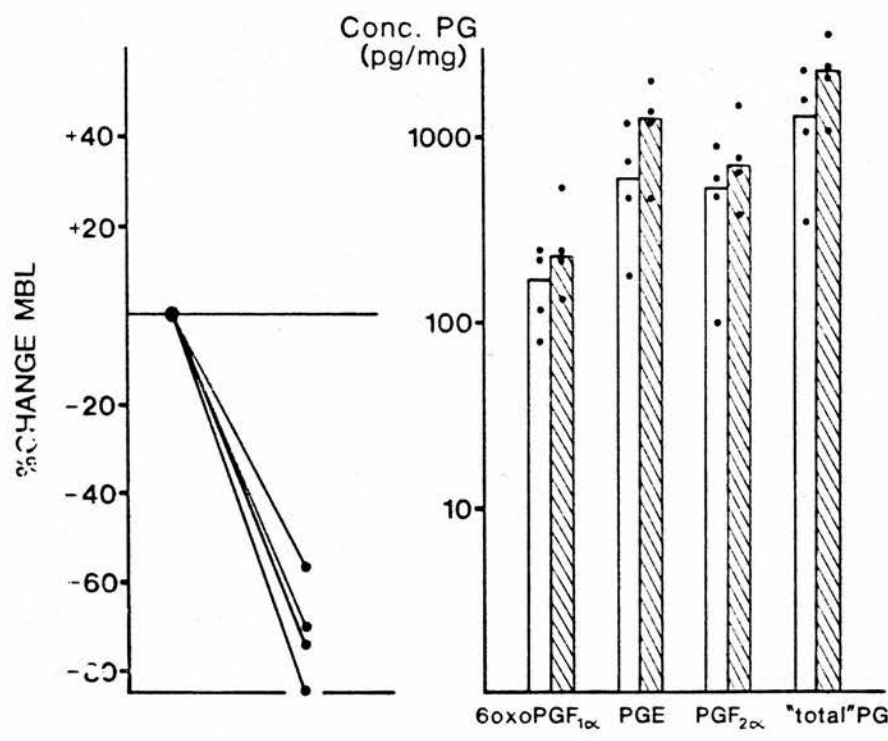 Conc. PG
(pg/mg)
%CHANGE MBL
+40
+20
-20
-40
-60
-80
1000
100
10
6oxoPGF1α PGE PGF2α "total"PG